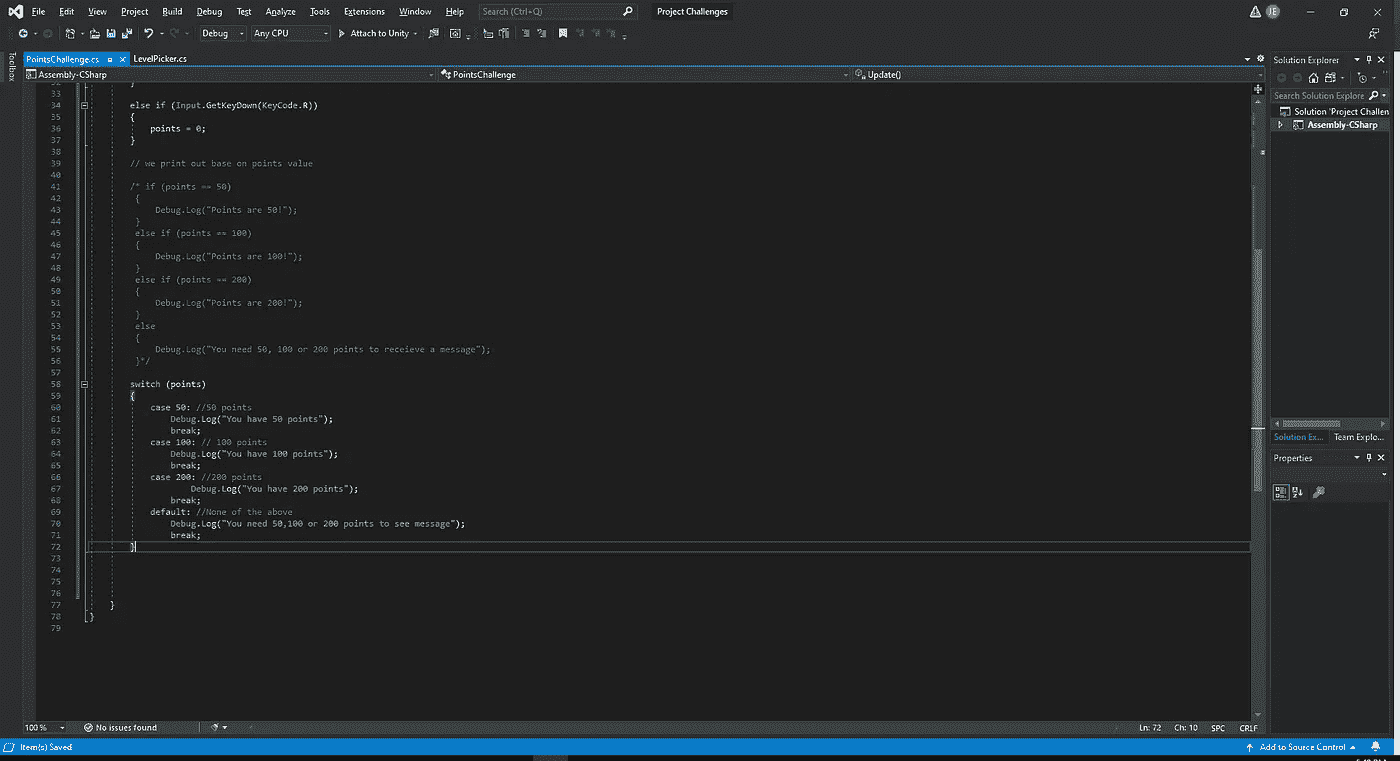 File Edit View Project Build Debug Test Analyze Tools Extensions Window Help Search (Ctrl+Q) Project Challenges JE
Debug Any CPU Attach to Unity
Toolbox
PointsChallenge.cs LevelPicker.cs
Assembly-CSharp PointsChallenge Update()
33
34 else if (Input.GetKeyDown(KeyCode.R))
35 {
36 points = 0;
37 }
38
39 // we print out base on points value
40
41 /* if (points == 50)
42 {
43 Debug.Log("Points are 50!");
44 }
45 else if (points == 100)
46 {
47 Debug.Log("Points are 100!");
48 }
49 else if (points == 200)
50 {
51 Debug.Log("Points are 200!");
52 }
53 else
54 {
55 Debug.Log("You need 50, 100 or 200 points to receieve a message");
56 }*/
57
58 switch (points)
59 {
60 case 50: //50 points
61 Debug.Log("You have 50 points");
62 break;
63 case 100: // 100 points
64 Debug.Log("You have 100 points");
65 break;
66 case 200: //200 points
67 Debug.Log("You have 200 points");
68 break;
69 default: //None of the above
70 Debug.Log("You need 50,100 or 200 points to see message");
71 break;
72 }
73
74
75
76
77 }
78 }
79
Solution Explorer
Search Solution Explore
Solution 'Project Challen
Assembly-CSharp
Solution Ex... Team Explo...
Properties
100 % No issues found Ln: 72 Ch: 10 SPC CRLF
Item(s) Saved Add to Source Control